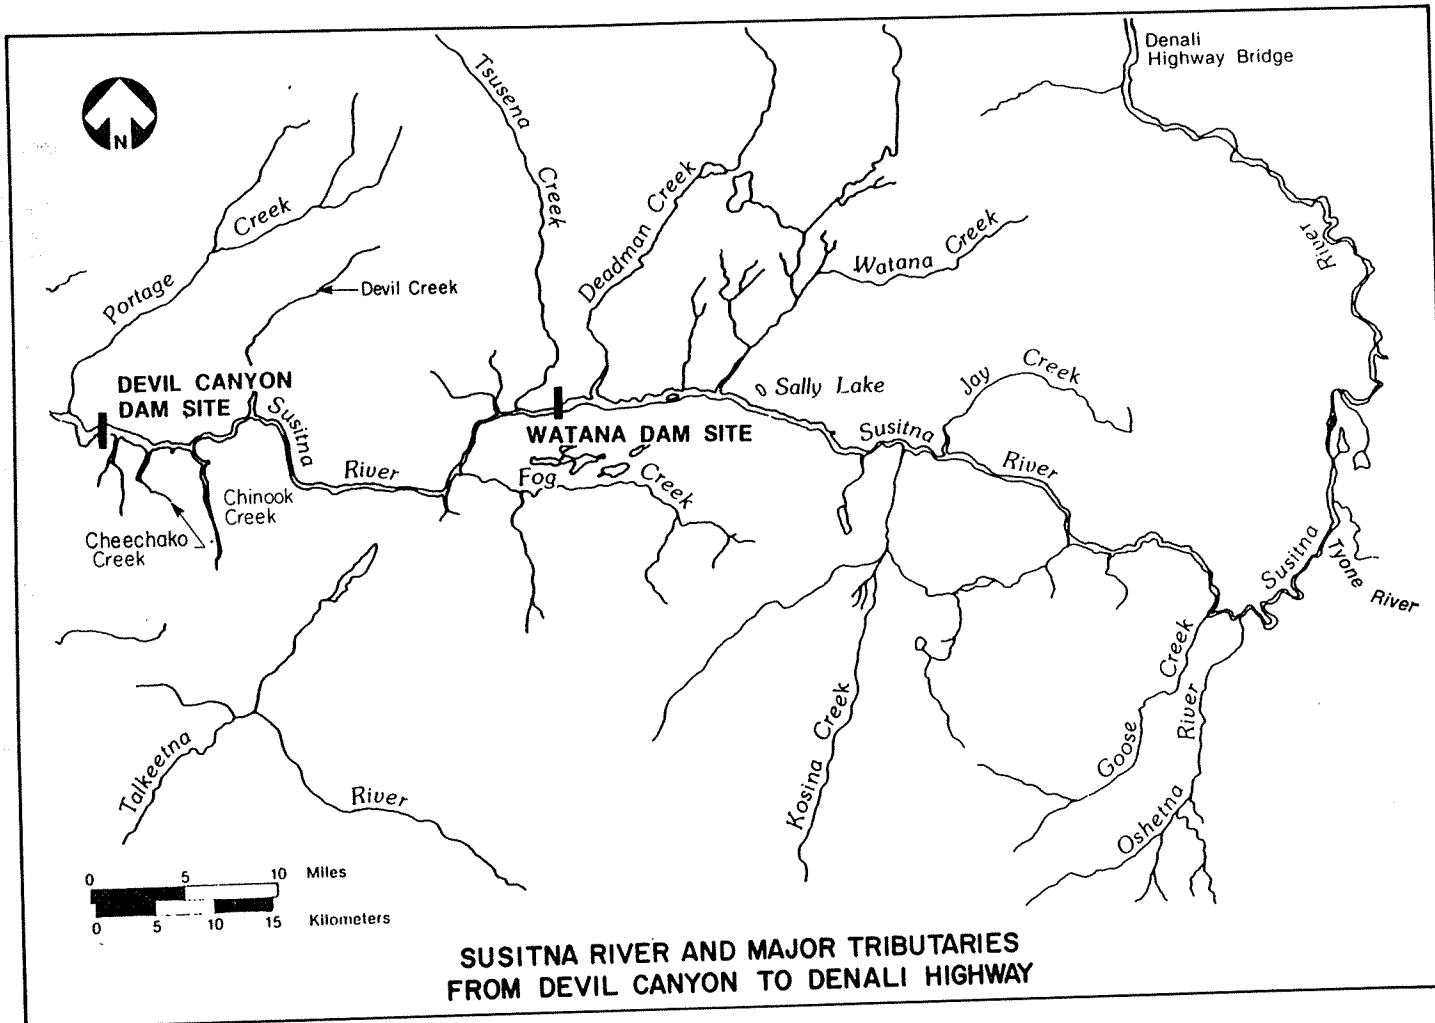 Denali
Highway Bridge
N
Tsusena
Creek
Deadman Creek
Portage
Creek
Devil Creek
Watana
Creek
River
DEVIL CANYON
DAM SITE
Susitna
River
WATANA DAM SITE
Sally Lake
Jay
Creek
Susitna
River
Fog
Creek
Chinook
Creek
Cheechako
Creek
Susitna
Tyone River
Talkeetna
River
Kosina
Creek
Goose
Creek
Oshetna
River
0 5 10 Miles
0 5 10 15 Kilometers
SUSITNA RIVER AND MAJOR TRIBUTARIES
FROM DEVIL CANYON TO DENALI HIGHWAY